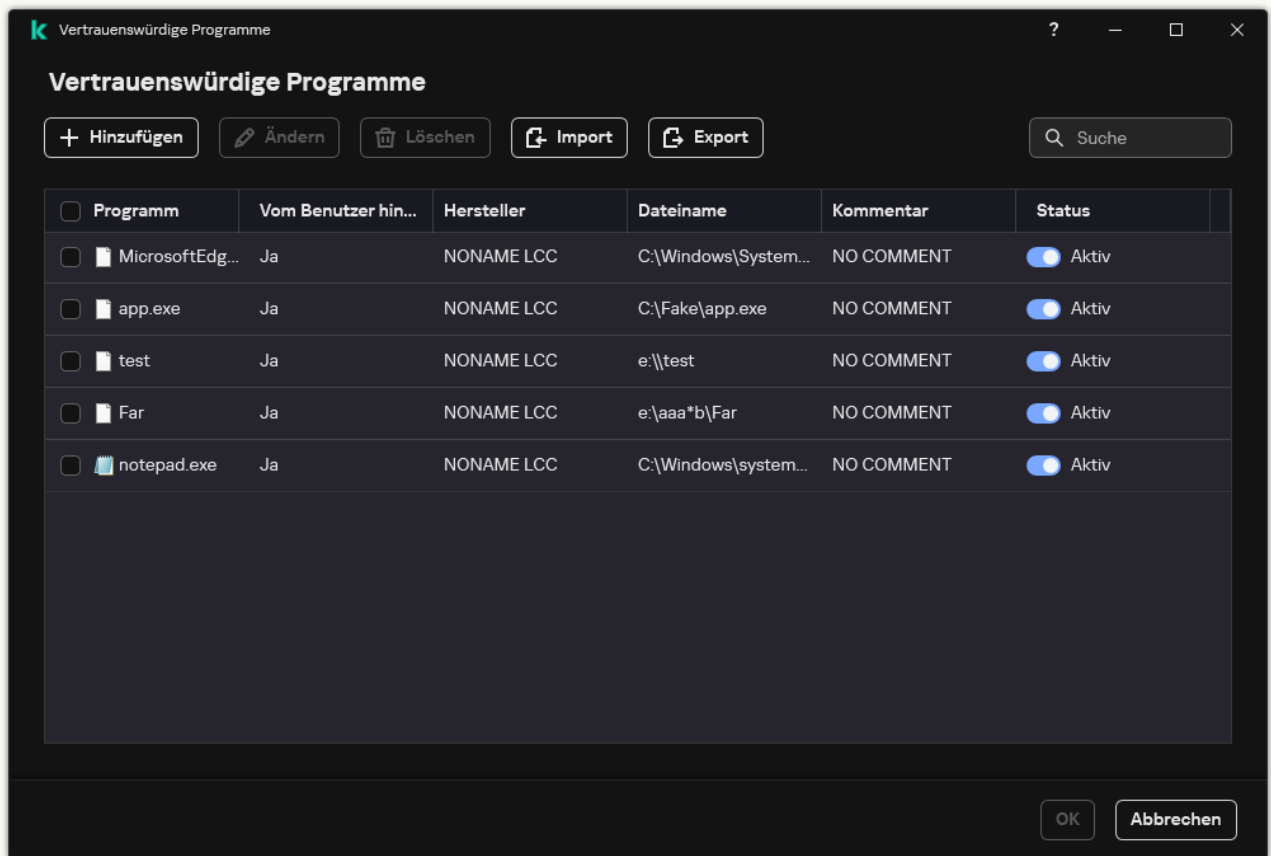 Vertrauenswürdige Programme ?
Vertrauenswürdige Programme
Hinzufügen Ändern Löschen Import Export Suche
Programm Vom Benutzer hin... Hersteller Dateiname Kommentar Status
MicrosoftEdg... Ja NONAME LCC C:\Windows\System... NO COMMENT Aktiv
app.exe Ja NONAME LCC C:\Fake\app.exe NO COMMENT Aktiv
test Ja NONAME LCC e:\\test NO COMMENT Aktiv
Far Ja NONAME LCC e:\aaa*b\Far NO COMMENT Aktiv
notepad.exe Ja NONAME LCC C:\Windows\system... NO COMMENT Aktiv
OK Abbrechen